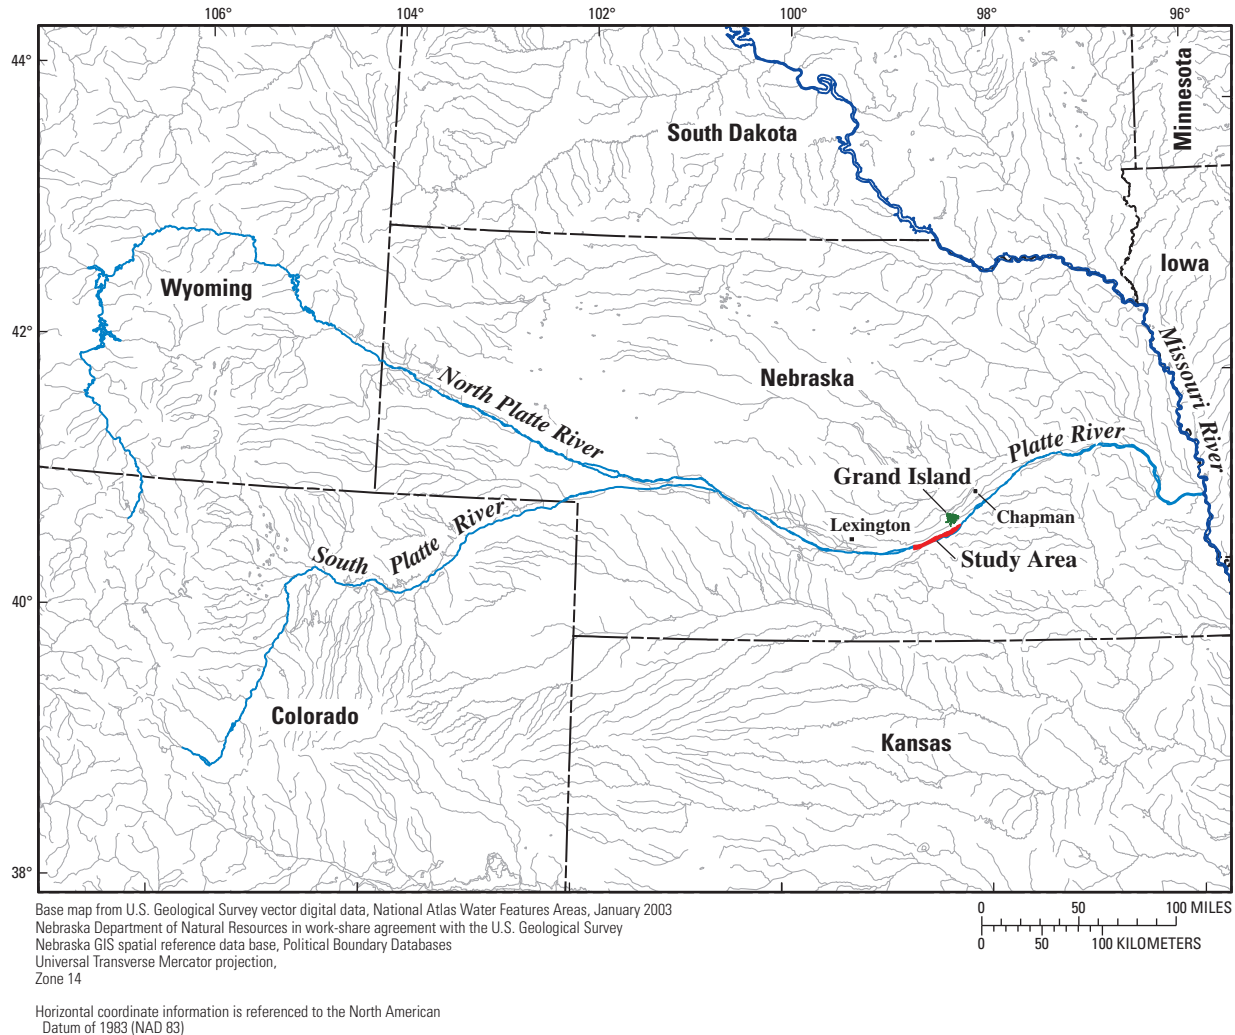 106°
104°
102°
100°
98°
96°
44°
42°
40°
38°
South Dakota
Minnesota
Iowa
Wyoming
Nebraska
Colorado
Kansas
North Platte River
South Platte River
Platte River
Missouri River
Grand Island
Chapman
Lexington
Study Area
Base map from U.S. Geological Survey vector digital data, National Atlas Water Features Areas, January 2003
Nebraska Department of Natural Resources in work-share agreement with the U.S. Geological Survey
Nebraska GIS spatial reference data base, Political Boundary Databases
Universal Transverse Mercator projection,
Zone 14
Horizontal coordinate information is referenced to the North American
Datum of 1983 (NAD 83)
0 50 100 MILES
0 50 100 KILOMETERS